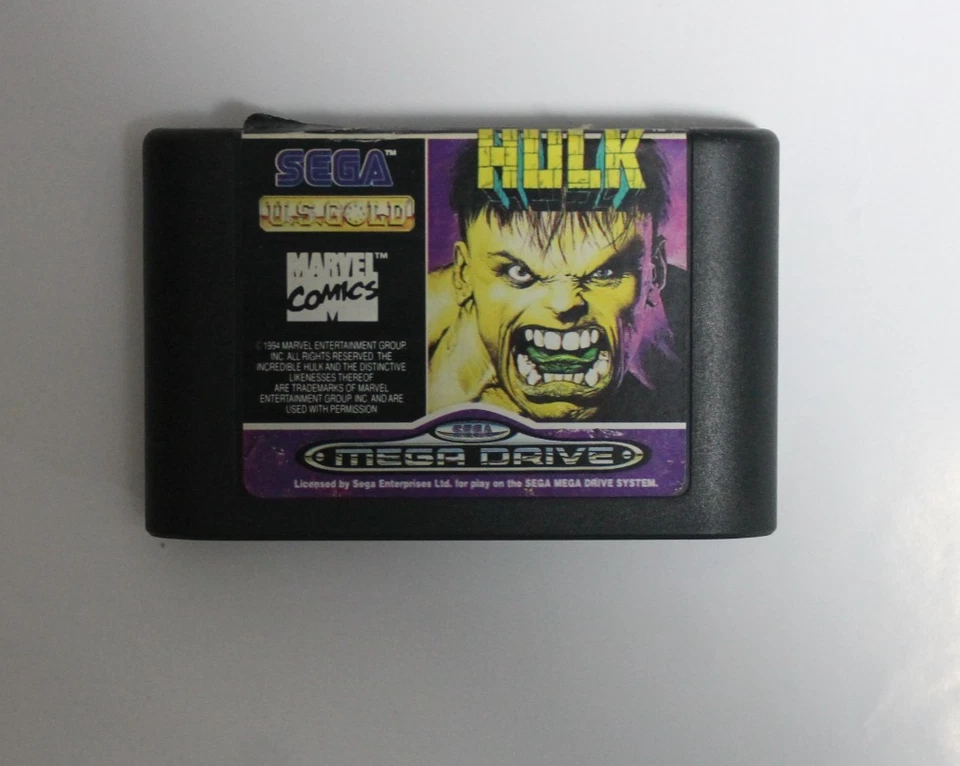 SEGA™
U.S. GOLD
MARVEL™
COMICS
M
© 1994 MARVEL ENTERTAINMENT GROUP,
INC. ALL RIGHTS RESERVED. THE
INCREDIBLE HULK AND THE DISTINCTIVE
LIKENESSES THEREOF
ARE TRADEMARKS OF MARVEL
ENTERTAINMENT GROUP, INC. AND ARE
USED WITH PERMISSION
HULK
SEGA
MEGA DRIVE
Licensed by Sega Enterprises Ltd. for play on the SEGA MEGA DRIVE SYSTEM.